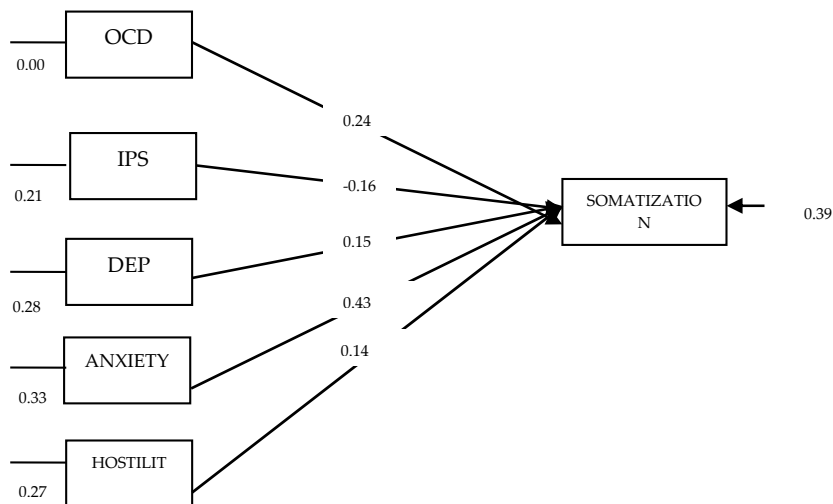 OCD
0.00
0.24
IPS
0.21
-0.16
SOMATIZATIO
N
0.39
DEP
0.28
0.15
ANXIETY
0.33
0.43
0.14
HOSTILIT
0.27